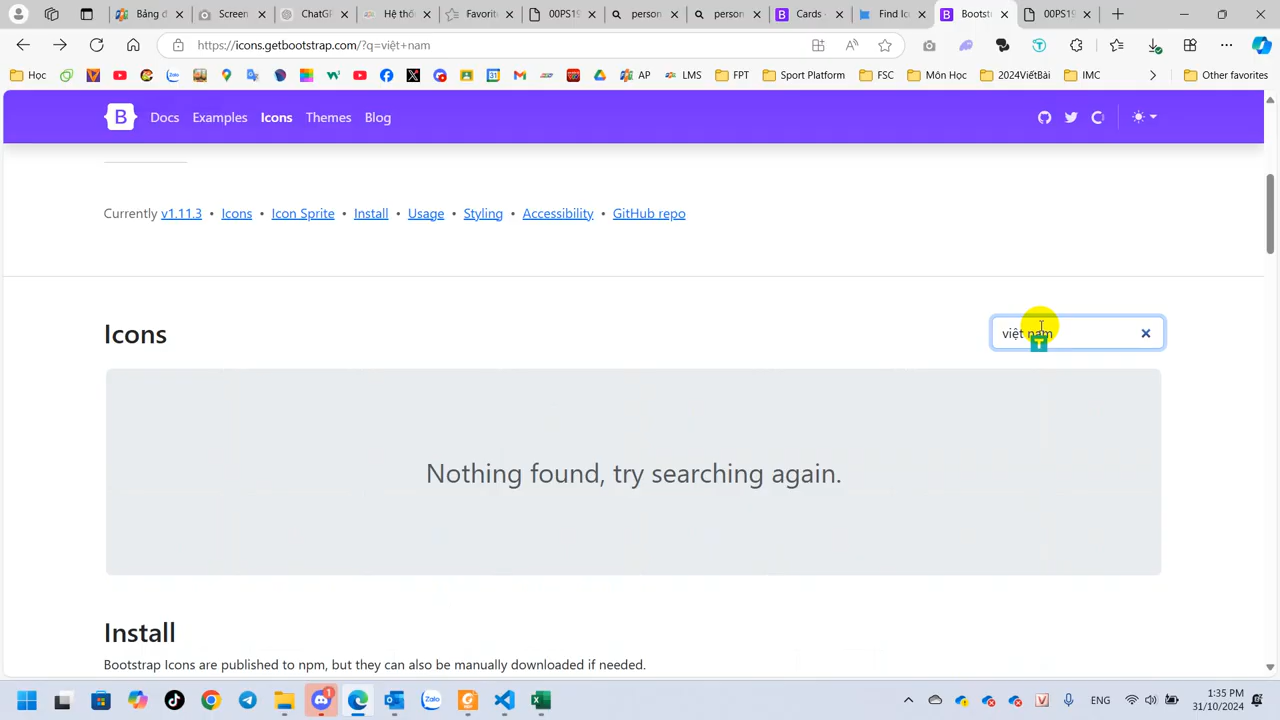 Bảng đ
Screen
ChatGP
Hệ thố
Favorit
00PS19
person
person
Cards
Find Ic
Bootst
00PS19
https://icons.getbootstrap.com/?q=việt+nam
Học
AP
LMS
FPT
Sport Platform
FSC
Môn Học
2024ViếtBài
IMC
Other favorites
B Docs Examples Icons Themes Blog
Currently v1.11.3 • Icons • Icon Sprite • Install • Usage • Styling • Accessibility • GitHub repo
Icons
việt nam
Nothing found, try searching again.
Install
Bootstrap Icons are published to npm, but they can also be manually downloaded if needed.
ENG
1:35 PM
31/10/2024